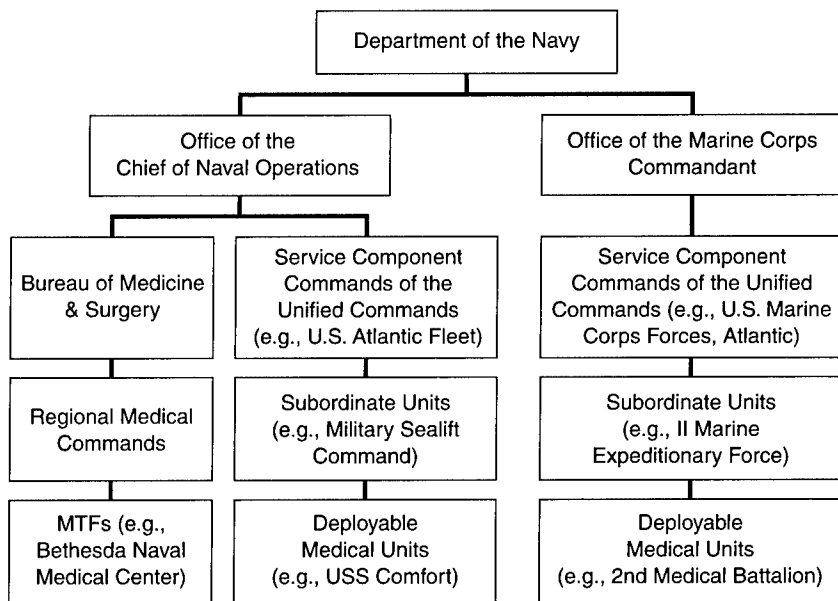 Department of the Navy
Office of the
Chief of Naval Operations
Office of the Marine Corps
Commandant
Bureau of Medicine
& Surgery
Service Component
Commands of the
Unified Commands
(e.g., U.S. Atlantic Fleet)
Service Component
Commands of the Unified
Commands (e.g., U.S. Marine
Corps Forces, Atlantic)
Regional Medical
Commands
Subordinate Units
(e.g., Military Sealift
Command)
Subordinate Units
(e.g., II Marine
Expeditionary Force)
MTFs (e.g.,
Bethesda Naval
Medical Center)
Deployable
Medical Units
(e.g., USS Comfort)
Deployable
Medical Units
(e.g., 2nd Medical Battalion)